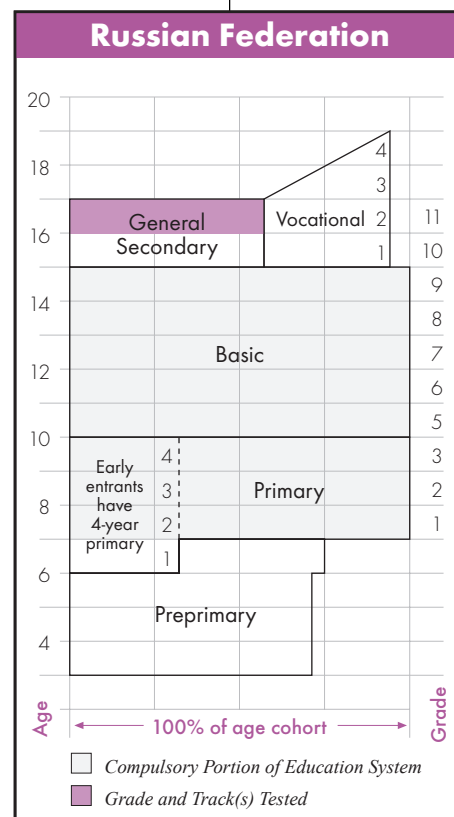 Russian Federation
20
18
16
14
12
10
8
6
4
General
Secondary
Vocational
4
3
2
1
Basic
Early
entrants
have
4-year
primary
4
3
2
1
Primary
Preprimary
11
10
9
8
7
6
5
3
2
1
Age
100% of age cohort
Grade
Compulsory Portion of Education System
Grade and Track(s) Tested